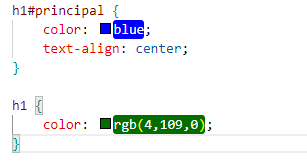 h1#principal {
    color: blue;
    text-align: center;
}

h1 {
    color: rgb(4,109,0);
}